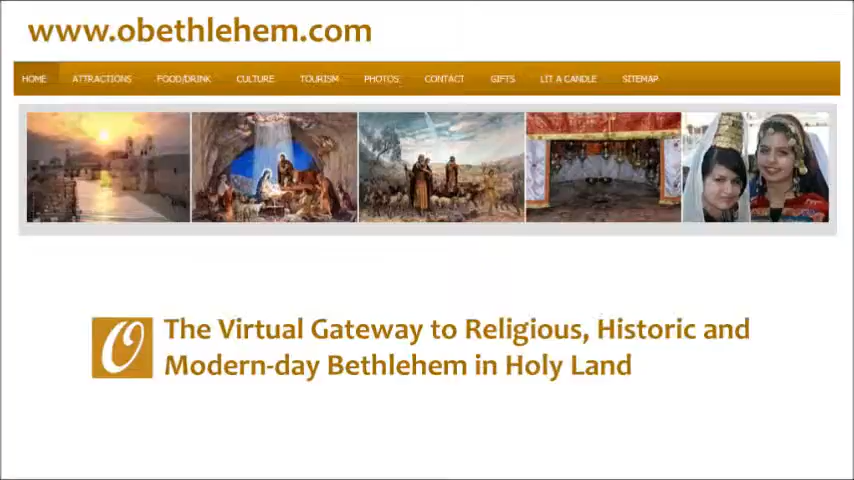 www.obethlehem.com
HOME ATTRACTIONS FOOD/DRINK CULTURE TOURISM PHOTOS CONTACT GIFTS LIT A CANDLE SITEMAP
O The Virtual Gateway to Religious, Historic and
Modern-day Bethlehem in Holy Land